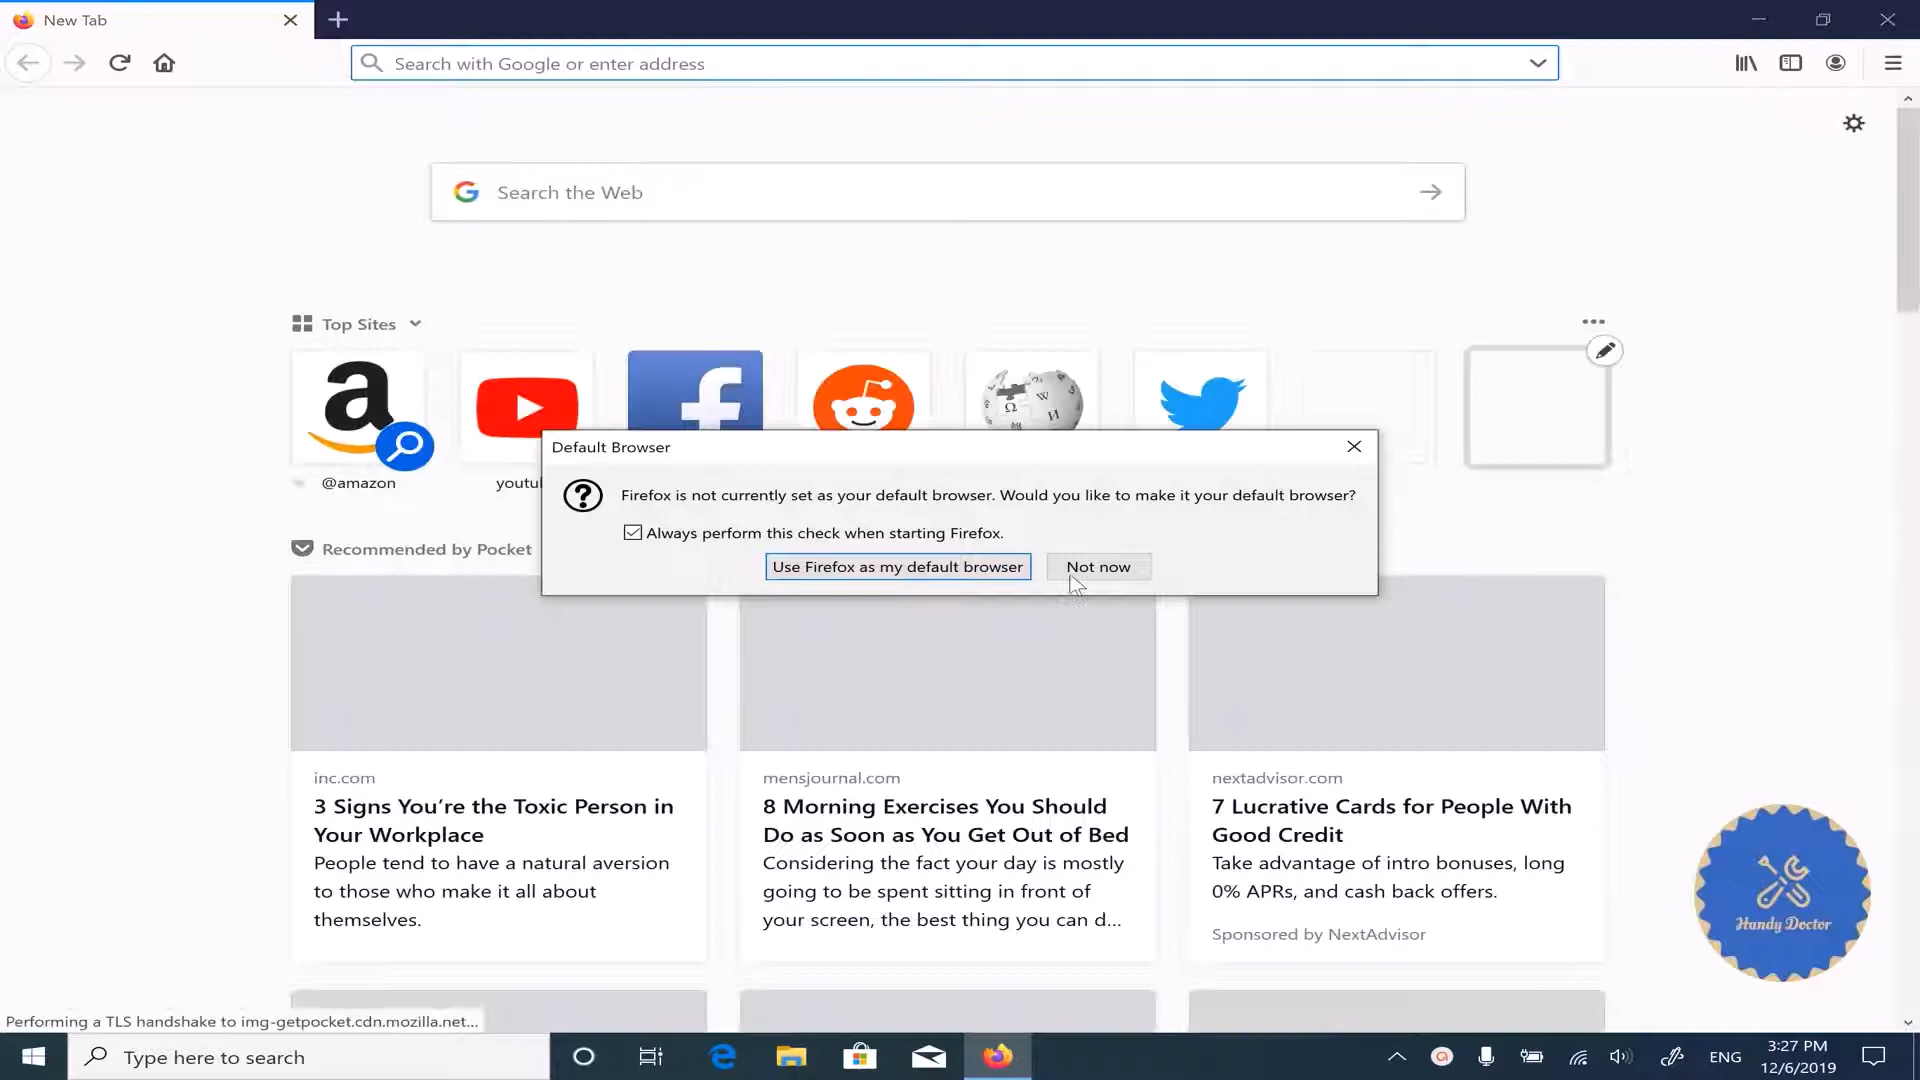 New Tab
Search with Google or enter address
Search the Web
Top Sites
@amazon
youtu
Default Browser
Firefox is not currently set as your default browser. Would you like to make it your default browser?
Always perform this check when starting Firefox.
Use Firefox as my default browser
Not now
Recommended by Pocket
inc.com
3 Signs You're the Toxic Person in
Your Workplace
People tend to have a natural aversion
to those who make it all about
themselves.
mensjournal.com
8 Morning Exercises You Should
Do as Soon as You Get Out of Bed
Considering the fact your day is mostly
going to be spent sitting in front of
your screen, the best thing you can d...
nextadvisor.com
7 Lucrative Cards for People With
Good Credit
Take advantage of intro bonuses, long
0% APRs, and cash back offers.
Sponsored by NextAdvisor
Handy Doctor
Performing a TLS handshake to img-getpocket.cdn.mozilla.net...
Type here to search
ENG
3:27 PM
12/6/2019